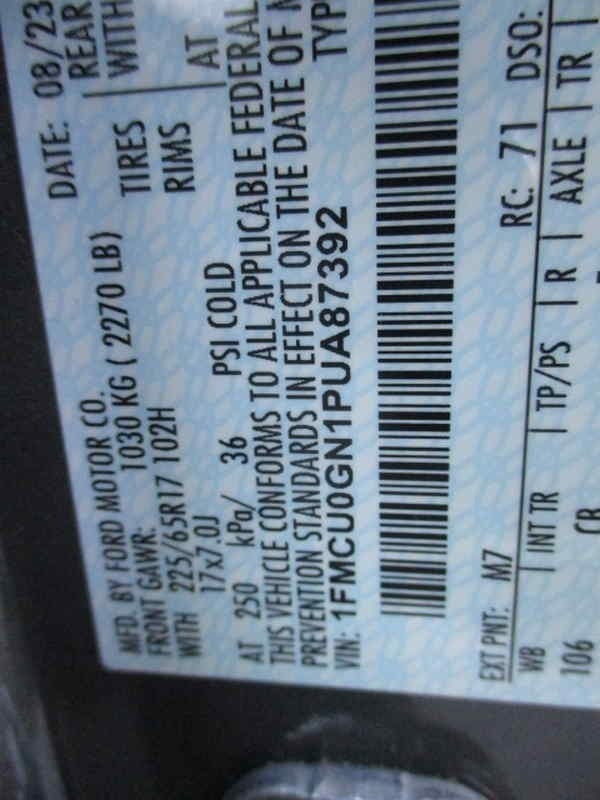 MFD. BY FORD MOTOR CO.
DATE: 08/23
FRONT GAWR: 1030 KG ( 2270 LB)
REAR
WITH 225/65R17 102H TIRES
WITH
17x7.0J RIMS
AT 250 kPa/ 36 PSI COLD AT
THIS VEHICLE CONFORMS TO ALL APPLICABLE FEDERAL
PREVENTION STANDARDS IN EFFECT ON THE DATE OF
VIN: 1FMCU0GN1PUA87392 TYP
EXT PNT: M7 RC: 71 DSO:
WB | INT TR | TP/PS | R | AXLE | TR |
106 CB